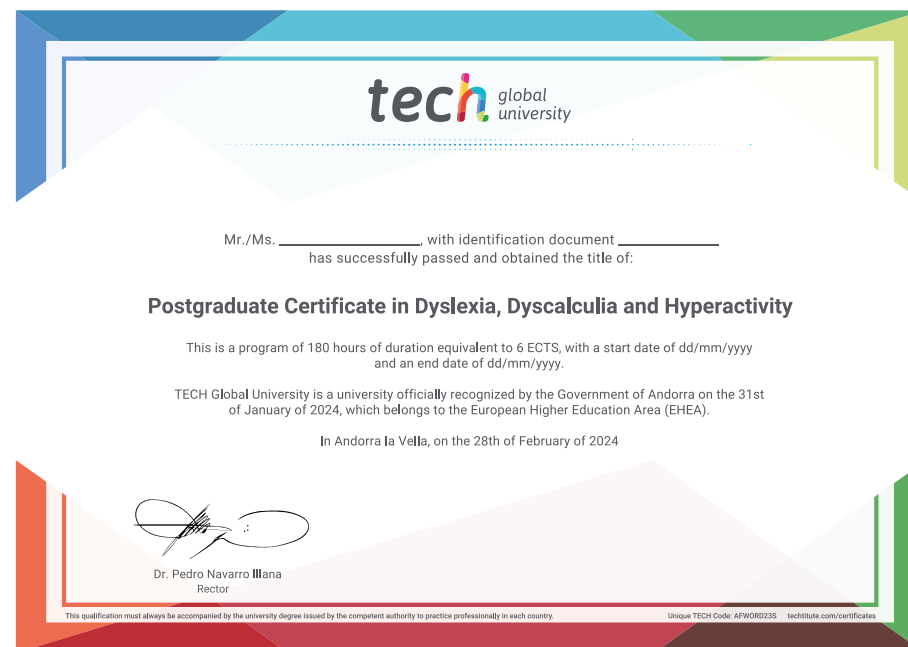 tech global
university
Mr./Ms. ____________, with identification document ____________
has successfully passed and obtained the title of:
Postgraduate Certificate in Dyslexia, Dyscalculia and Hyperactivity
This is a program of 180 hours of duration equivalent to 6 ECTS, with a start date of dd/mm/yyyy
and an end date of dd/mm/yyyy.
TECH Global University is a university officially recognized by the Government of Andorra on the 31st
of January of 2024, which belongs to the European Higher Education Area (EHEA).
In Andorra la Vella, on the 28th of February of 2024
Dr. Pedro Navarro Illana
Rector
This qualification must always be accompanied by the university degree issued by the competent authority to practice professionally in each country.
Unique TECH Code: AFWORD23S techtitute.com/certificates